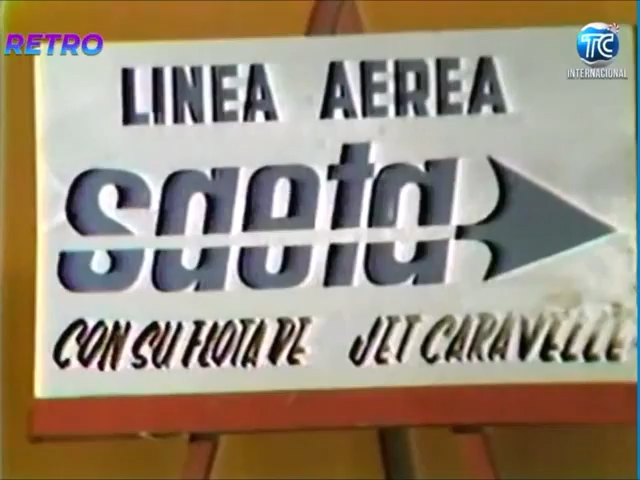 RETRO
TC
INTERNACIONAL
LINEA AEREA
saeta
CON SU FLOTA DE JET CARAVELLE